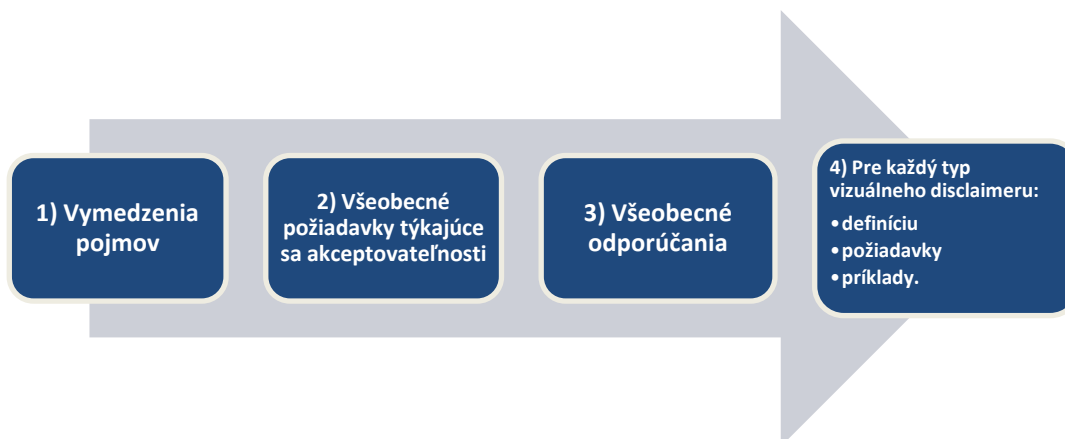 1) Vymedzenia
pojmov
2) Všeobecné
požiadavky týkajúce
sa akceptovateľnosti
3) Všeobecné
odporúčania
4) Pre každý typ
vizuálneho disclaimeru:
•definíciu
•požiadavky
•príklady.